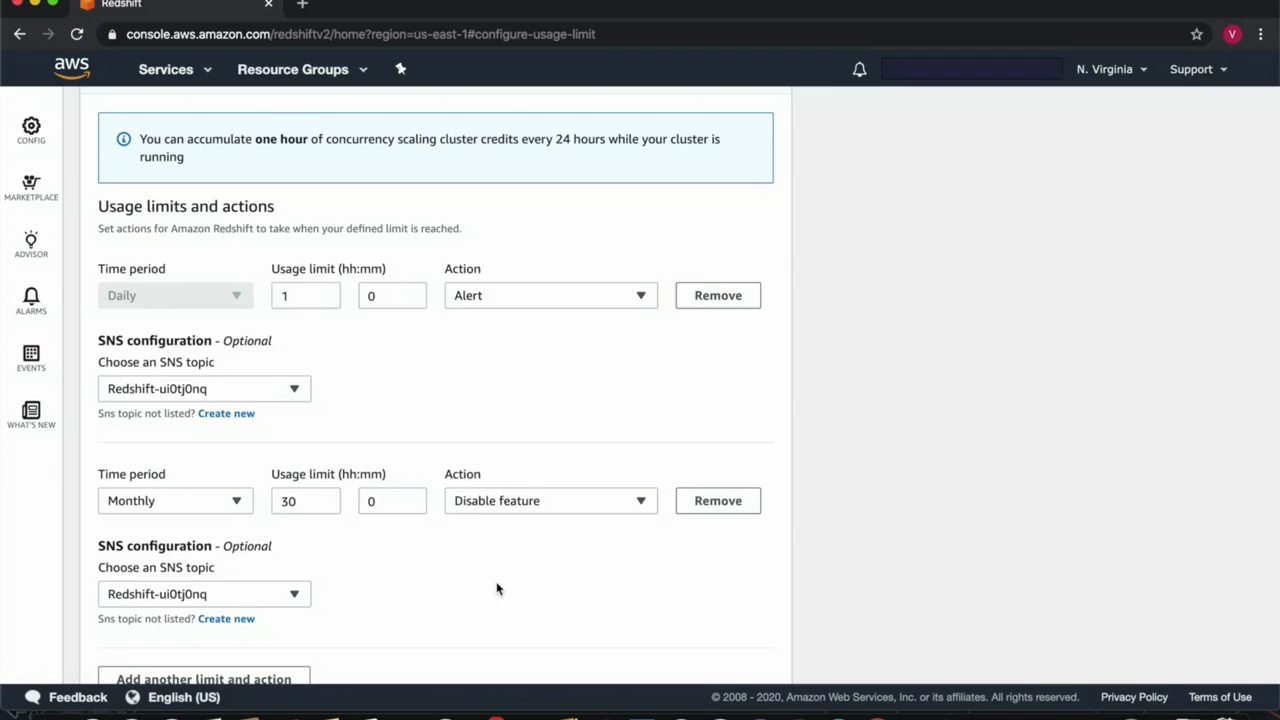 Redshift
console.aws.amazon.com/redshiftv2/home?region=us-east-1#configure-usage-limit
V
aws
Services
Resource Groups
N. Virginia
Support
CONFIG
MARKETPLACE
ADVISOR
ALARMS
EVENTS
WHAT'S NEW
You can accumulate one hour of concurrency scaling cluster credits every 24 hours while your cluster is
running
Usage limits and actions
Set actions for Amazon Redshift to take when your defined limit is reached.
Time period Usage limit (hh:mm) Action
Daily 1 0 Alert Remove
SNS configuration - Optional
Choose an SNS topic
Redshift-ui0tj0nq
Sns topic not listed? Create new
Time period Usage limit (hh:mm) Action
Monthly 30 0 Disable feature Remove
SNS configuration - Optional
Choose an SNS topic
Redshift-ui0tj0nq
Sns topic not listed? Create new
Add another limit and action
Feedback English (US) © 2008 - 2020, Amazon Web Services, Inc. or its affiliates. All rights reserved. Privacy Policy Terms of Use